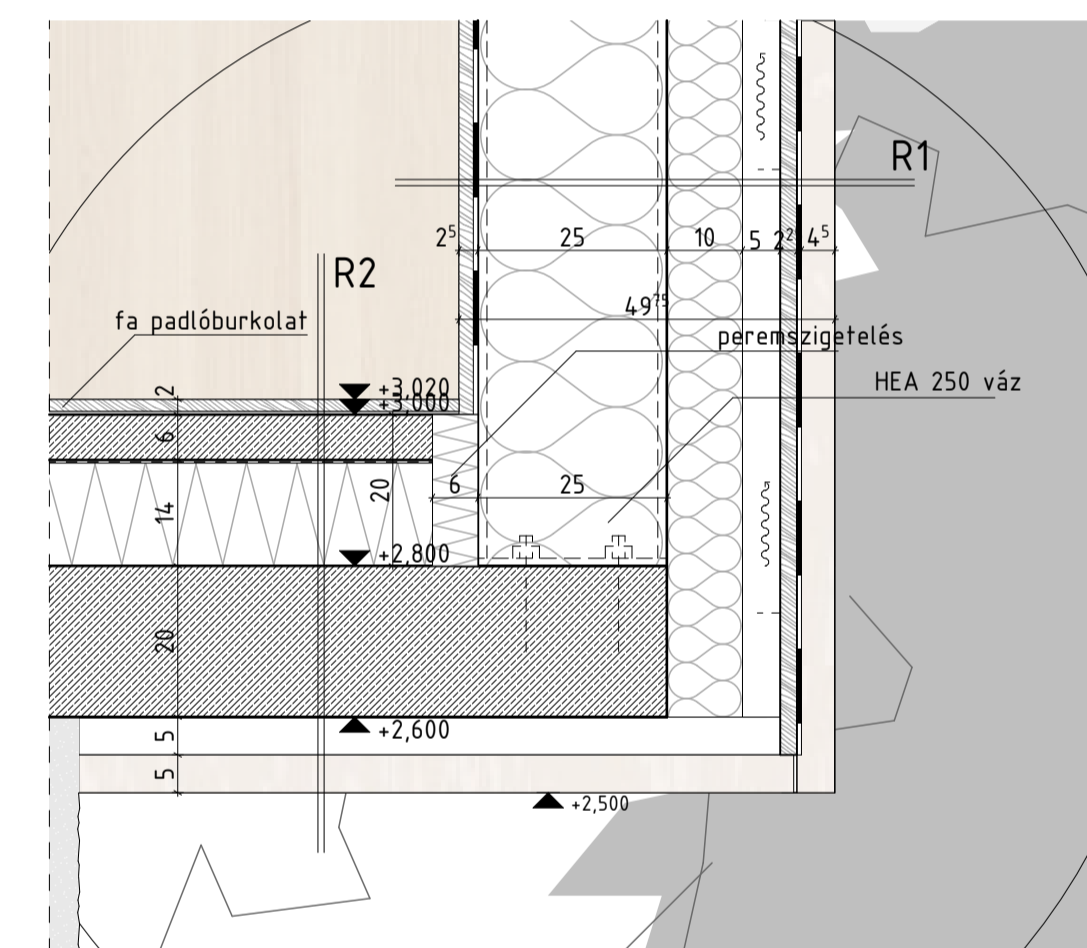 R1
2⁵ 25 10 5 2² 4⁵
R2
49⁷⁵
fa padlóburkolat
peremszigetelés
HEA 250 váz
2
+3,020
+3,000
6
14
20
6 25
+2,800
20
+2,600
5
5
+2,500